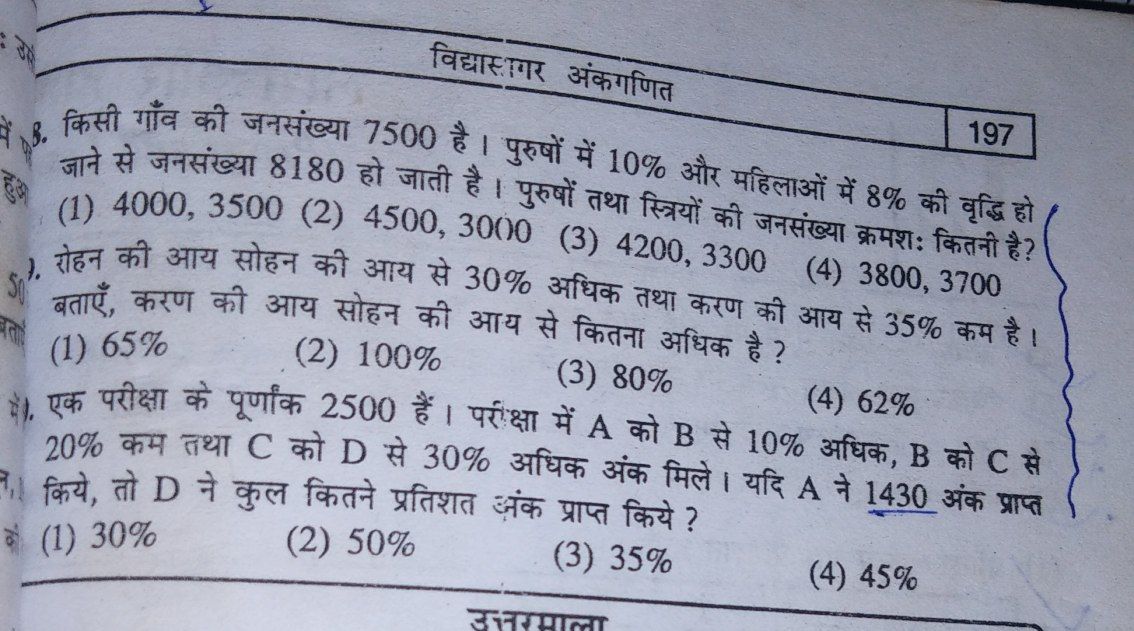 विद्यासागर अंकगणित
197
8. किसी गाँव की जनसंख्या 7500 है। पुरुषों में 10% और महिलाओं में 8% की वृद्धि हो
जाने से जनसंख्या 8180 हो जाती है। पुरुषों तथा स्त्रियों की जनसंख्या क्रमशः कितनी है?
(1) 4000, 3500 (2) 4500, 3000 (3) 4200, 3300 (4) 3800, 3700
). रोहन की आय सोहन की आय से 30% अधिक तथा करण की आय से 35% कम है।
बताएँ, करण की आय सोहन की आय से कितना अधिक है?
(1) 65% (2) 100% (3) 80% (4) 62%
). एक परीक्षा के पूर्णांक 2500 हैं। परीक्षा में A को B से 10% अधिक, B को C से
20% कम तथा C को D से 30% अधिक अंक मिले। यदि A ने 1430 अंक प्राप्त
किये, तो D ने कुल कितने प्रतिशत अंक प्राप्त किये?
(1) 30% (2) 50% (3) 35% (4) 45%
उत्तरमाला